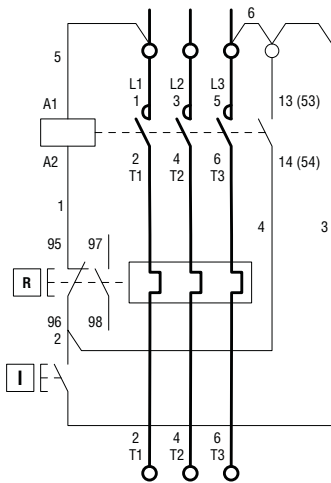 6
5
L1 L2 L3
A1 1 3 5 13 (53)
A2 2 4 6 14 (54)
T1 T2 T3
1 4 3
95 97
R
96 98
2
I
2 4 6
T1 T2 T3